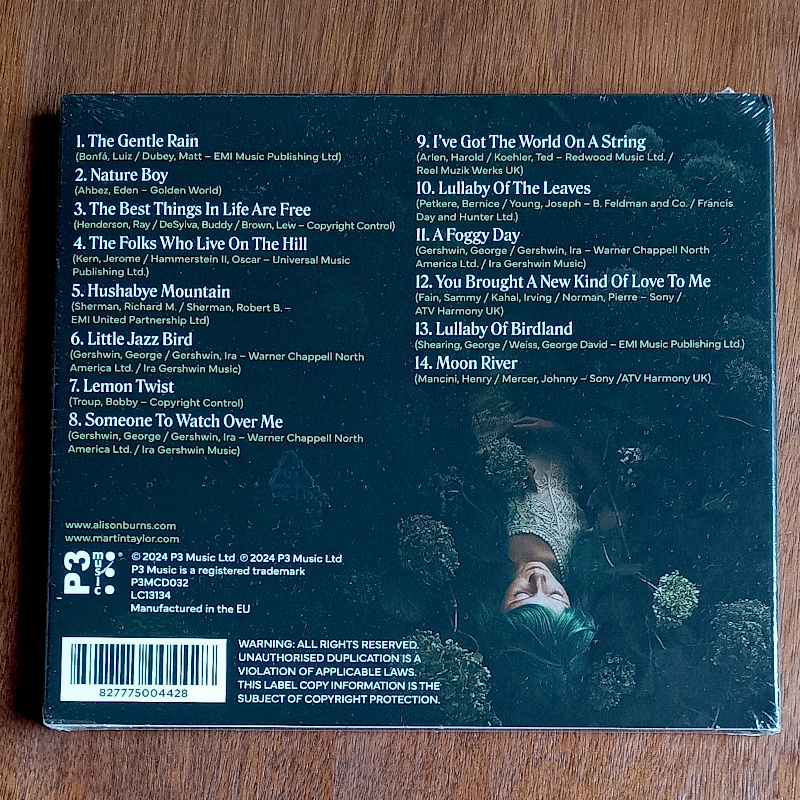 1. The Gentle Rain
(Bonfá, Luiz / Dubey, Matt – EMI Music Publishing Ltd)
2. Nature Boy
(Ahbez, Eden – Golden World)
3. The Best Things In Life Are Free
(Henderson, Ray / DeSylva, Buddy / Brown, Lew – Copyright Control)
4. The Folks Who Live On The Hill
(Kern, Jerome / Hammerstein II, Oscar – Universal Music
Publishing Ltd.)
5. Hushabye Mountain
(Sherman, Richard M. / Sherman, Robert B. –
EMI United Partnership Ltd)
6. Little Jazz Bird
(Gershwin, George / Gershwin, Ira – Warner Chappell North
America Ltd. / Ira Gershwin Music)
7. Lemon Twist
(Troup, Bobby – Copyright Control)
8. Someone To Watch Over Me
(Gershwin, George / Gershwin, Ira – Warner Chappell North
America Ltd. / Ira Gershwin Music)
9. I've Got The World On A String
(Arlen, Harold / Koehler, Ted – Redwood Music Ltd. /
Reel Muzik Werks UK)
10. Lullaby Of The Leaves
(Petkere, Bernice / Young, Joseph – B. Feldman and Co. / Francis
Day and Hunter Ltd.)
11. A Foggy Day
(Gershwin, George / Gershwin, Ira – Warner Chappell North
America Ltd. / Ira Gershwin Music)
12. You Brought A New Kind Of Love To Me
(Fain, Sammy / Kahal, Irving / Norman, Pierre – Sony /
ATV Harmony UK)
13. Lullaby Of Birdland
(Shearing, George / Weiss, George David – EMI Music Publishing Ltd.)
14. Moon River
(Mancini, Henry / Mercer, Johnny – Sony /ATV Harmony UK)
www.alisonburns.com
www.martintaylor.com
P3 music
© 2024 P3 Music Ltd ℗ 2024 P3 Music Ltd
P3 Music is a registered trademark
P3MCD032
LC13134
Manufactured in the EU
827775004428
WARNING: ALL RIGHTS RESERVED.
UNAUTHORISED DUPLICATION IS A
VIOLATION OF APPLICABLE LAWS.
THIS LABEL COPY INFORMATION IS THE
SUBJECT OF COPYRIGHT PROTECTION.